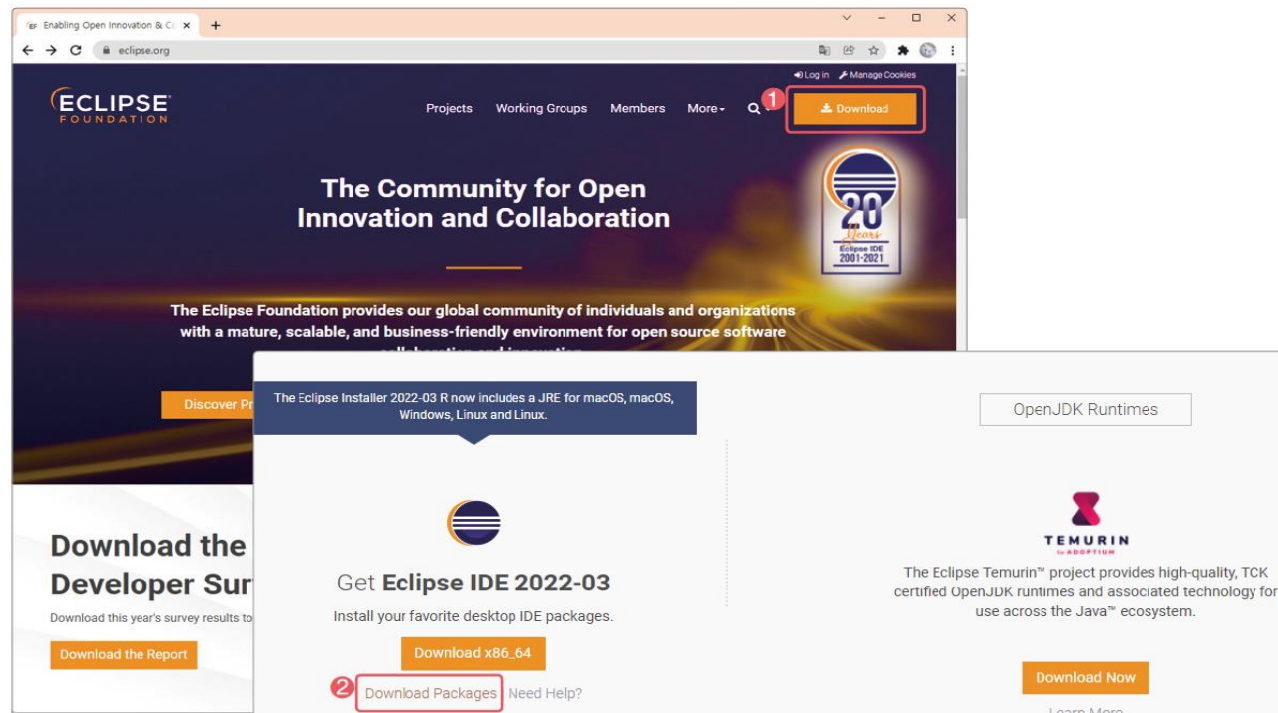 Enabling Open Innovation & Co
eclipse.org
Log in Manage Cookies
ECLIPSE
FOUNDATION
Projects Working Groups Members More
1
Download
The Community for Open
Innovation and Collaboration
20
Years
Eclipse IDE
2001-2021
The Eclipse Foundation provides our global community of individuals and organizations
with a mature, scalable, and business-friendly environment for open source software
collaboration and innovation
Discover Pr
Download the
Developer Sur
Download this year's survey results to
Download the Report
The Eclipse Installer 2022-03 R now includes a JRE for macOS, macOS,
Windows, Linux and Linux.
Get Eclipse IDE 2022-03
Install your favorite desktop IDE packages.
Download x86_64
2
Download Packages Need Help?
OpenJDK Runtimes
TEMURIN
by ADOPTIUM
The Eclipse Temurin™ project provides high-quality, TCK
certified OpenJDK runtimes and associated technology for
use across the Java™ ecosystem.
Download Now
Learn More